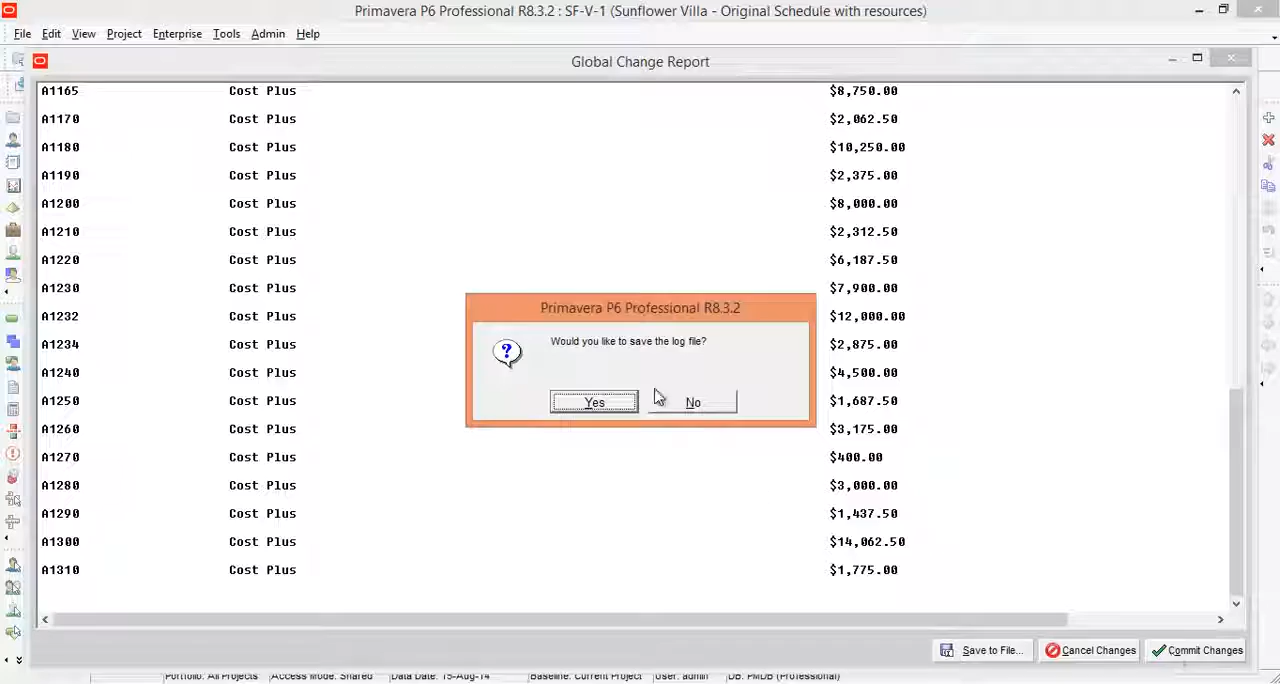 Primavera P6 Professional R8.3.2 : SF-V-1 (Sunflower Villa - Original Schedule with resources)
File Edit View Project Enterprise Tools Admin Help
Global Change Report
A1165 Cost Plus $8,750.00
A1170 Cost Plus $2,062.50
A1180 Cost Plus $10,250.00
A1190 Cost Plus $2,375.00
A1200 Cost Plus $8,000.00
A1210 Cost Plus $2,312.50
A1220 Cost Plus $6,187.50
A1230 Cost Plus $7,900.00
A1232 Cost Plus $12,000.00
A1234 Cost Plus $2,875.00
A1240 Cost Plus $4,500.00
A1250 Cost Plus $1,687.50
A1260 Cost Plus $3,175.00
A1270 Cost Plus $400.00
A1280 Cost Plus $3,000.00
A1290 Cost Plus $1,437.50
A1300 Cost Plus $14,062.50
A1310 Cost Plus $1,775.00
Primavera P6 Professional R8.3.2
Would you like to save the log file?
Yes No
Save to File... Cancel Changes Commit Changes
Portfolio: All Projects Access Mode: Shared Data Date: 15-Aug-14 Baseline: Current Project User: admin DB: PMDB (Professional)